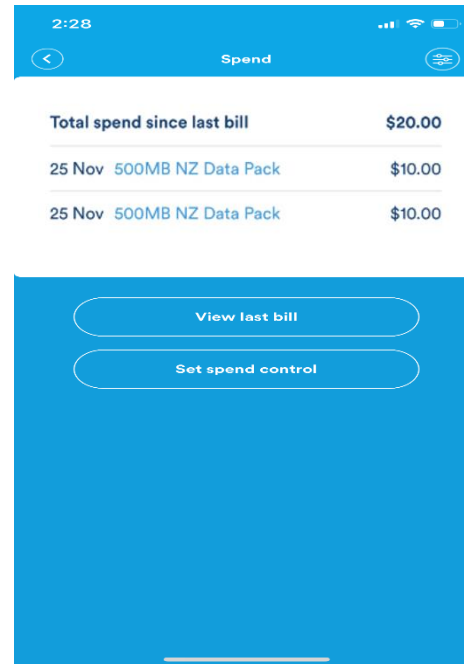 2:28
Spend
Total spend since last bill $20.00
25 Nov 500MB NZ Data Pack $10.00
25 Nov 500MB NZ Data Pack $10.00
View last bill
Set spend control